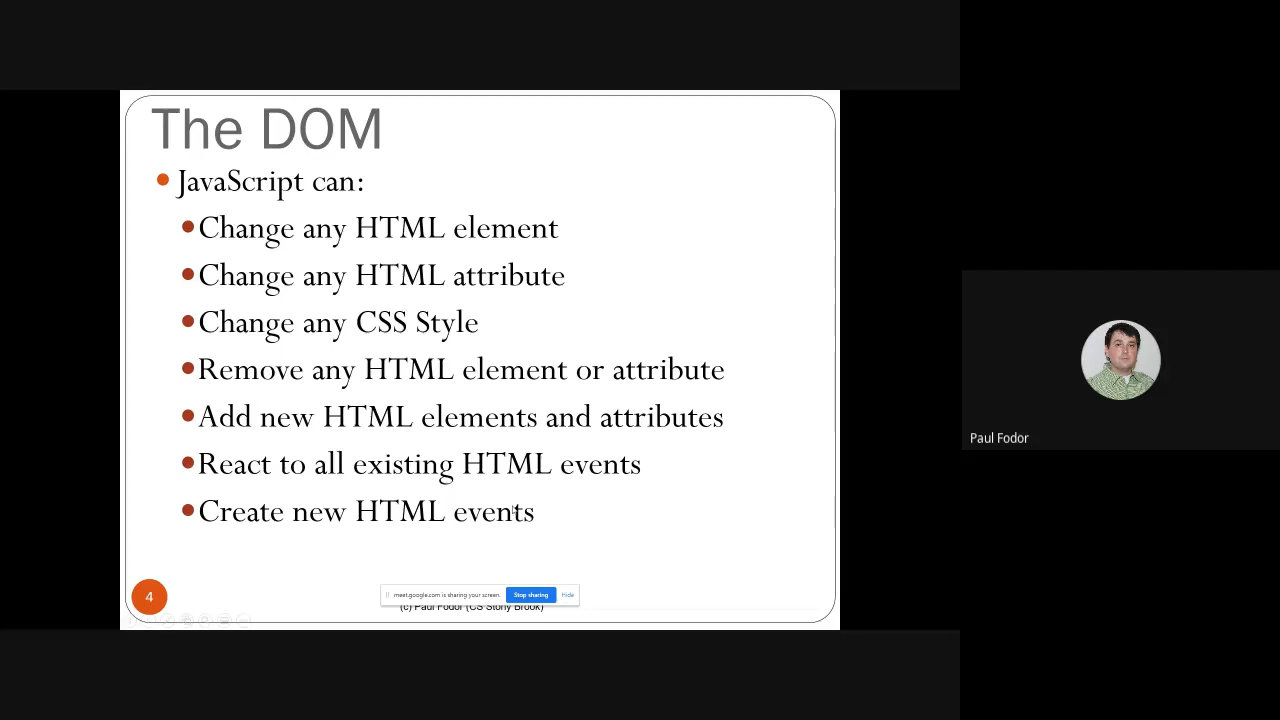 The DOM
JavaScript can:
Change any HTML element
Change any HTML attribute
Change any CSS Style
Remove any HTML element or attribute
Add new HTML elements and attributes
React to all existing HTML events
Create new HTML events
4
meet.google.com is sharing your screen.
Stop sharing
Hide
(c) Paul Fodor (CS Stony Brook)
Paul Fodor